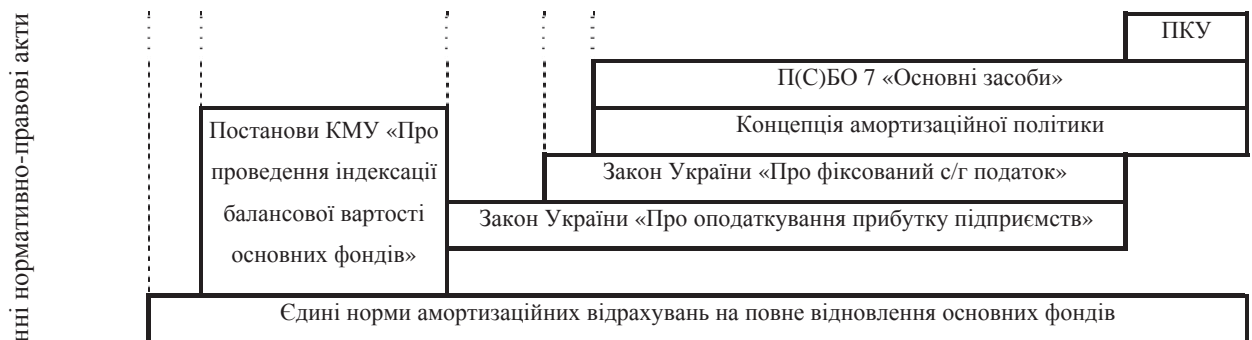 нні нормативно-правові акти
ПКУ
П(С)БО 7 «Основні засоби»
Концепція амортизаційної політики
Постанови КМУ «Про
проведення індексації
балансової вартості
основних фондів»
Закон України «Про фіксований с/г податок»
Закон України «Про оподаткування прибутку підприємств»
Єдині норми амортизаційних відрахувань на повне відновлення основних фондів